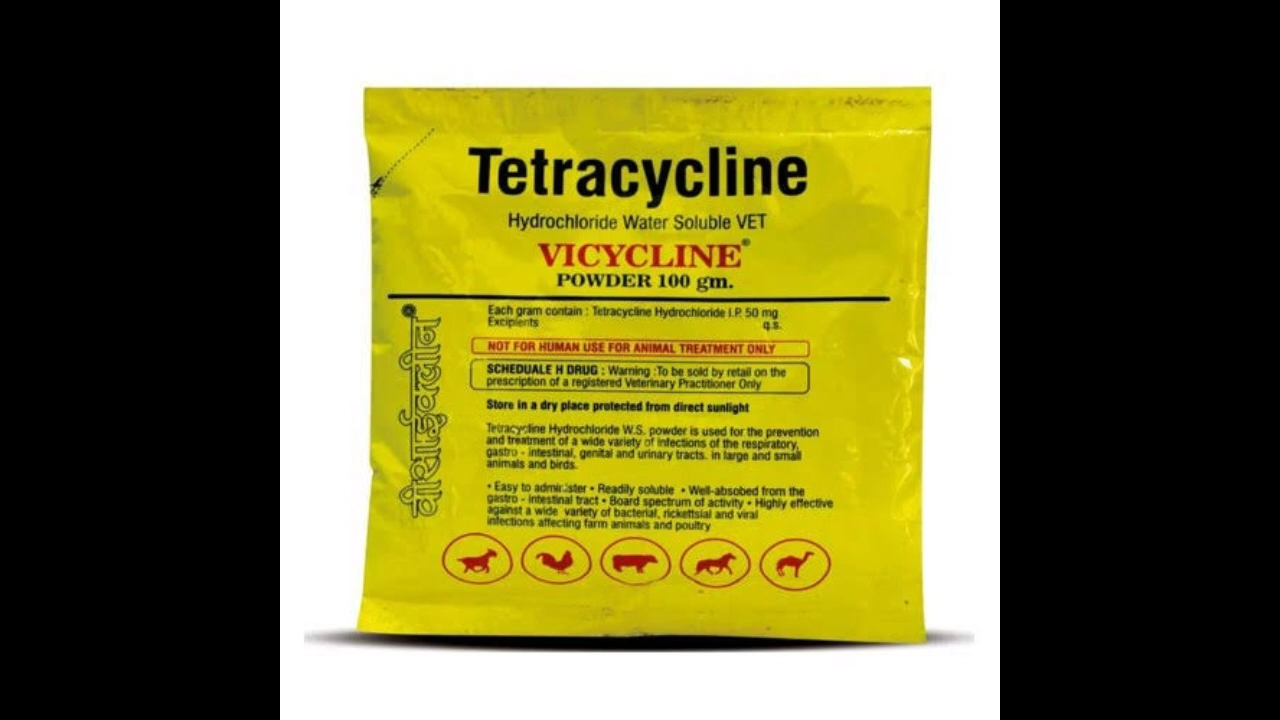 Tetracycline
Hydrochloride Water Soluble VET
VICYCLINE®
POWDER 100 gm.
Each gram contain : Tetracycline Hydrochloride I.P. 50 mg
Excipients q.s.
NOT FOR HUMAN USE FOR ANIMAL TREATMENT ONLY
SCHEDUALE H DRUG : Warning :To be sold by retail on the
prescription of a registered Veterinary Practitioner Only
Store in a dry place protected from direct sunlight
Tetracycline Hydrochloride W.S. powder is used for the prevention
and treatment of a wide variety of infections of the respiratory,
gastro - intestinal, genital and urinary tracts. in large and small
animals and birds.
• Easy to administer • Readily soluble • Well-absobed from the
gastro - intestinal tract • Board spectrum of activity • Highly effective
against a wide variety of bacterial, rickettsial and viral
infections affecting farm animals and poultry
वीसाईक्लीन®